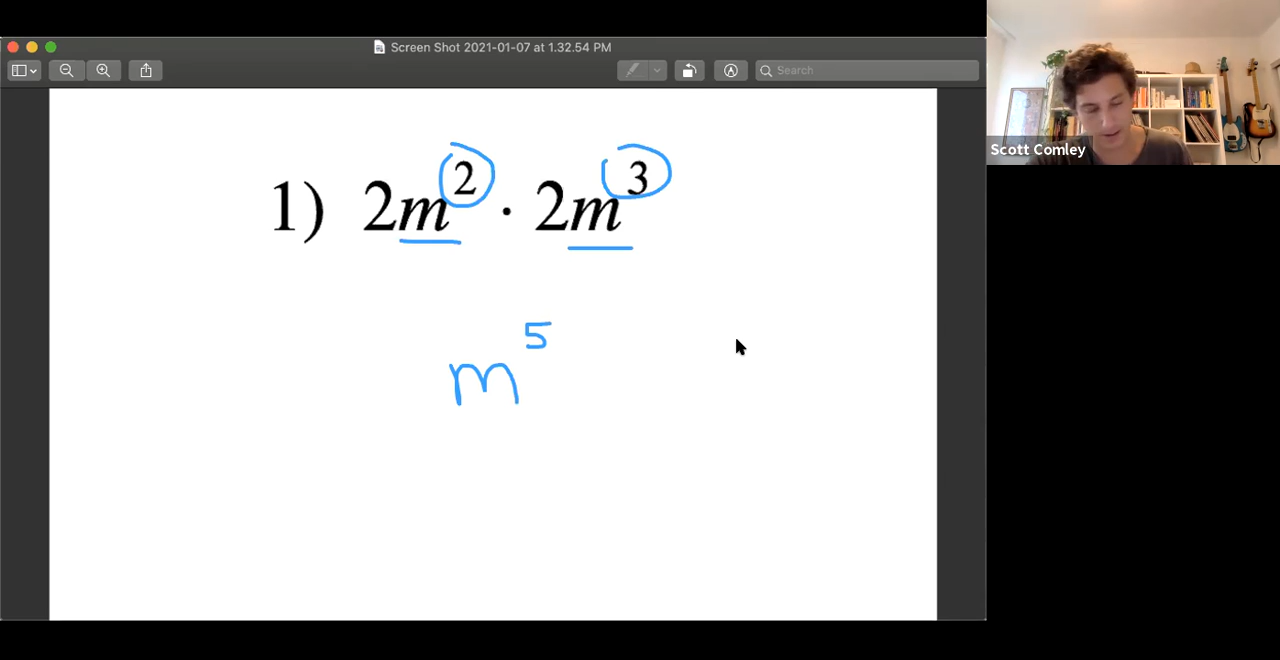 Screen Shot 2021-01-07 at 1.32.54 PM
Search
Scott Comley
1) 2m² · 2m³
m⁵